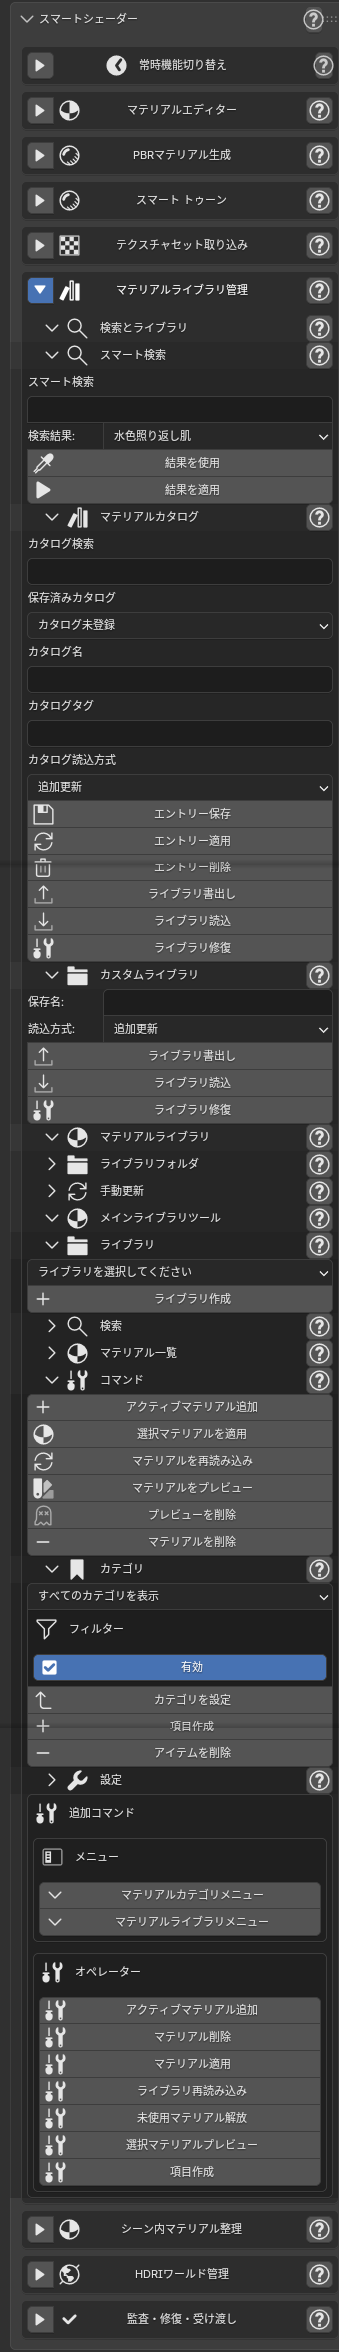 スマートシェーダー
常時機能切り替え
マテリアルエディター
PBRマテリアル生成
スマート トゥーン
テクスチャセット取り込み
マテリアルライブラリ管理
検索とライブラリ
スマート検索
スマート検索
検索結果: 水色照り返し肌
結果を使用
結果を適用
マテリアルカタログ
カタログ検索
保存済みカタログ
カタログ未登録
カタログ名
カタログタグ
カタログ読込方式
追加更新
エントリー保存
エントリー適用
エントリー削除
ライブラリ書出し
ライブラリ読込
ライブラリ修復
カスタムライブラリ
保存名:
読込方式: 追加更新
ライブラリ書出し
ライブラリ読込
ライブラリ修復
マテリアルライブラリ
ライブラリフォルダ
手動更新
メインライブラリツール
ライブラリ
ライブラリを選択してください
ライブラリ作成
検索
マテリアル一覧
コマンド
アクティブマテリアル追加
選択マテリアルを適用
マテリアルを再読み込み
マテリアルをプレビュー
プレビューを削除
マテリアルを削除
カテゴリ
すべてのカテゴリを表示
フィルター
有効
カテゴリを設定
項目作成
アイテムを削除
設定
追加コマンド
メニュー
マテリアルカテゴリメニュー
マテリアルライブラリメニュー
オペレーター
アクティブマテリアル追加
マテリアル削除
マテリアル適用
ライブラリ再読み込み
未使用マテリアル解放
選択マテリアルプレビュー
項目作成
シーン内マテリアル整理
HDRIワールド管理
監査・修復・受け渡し